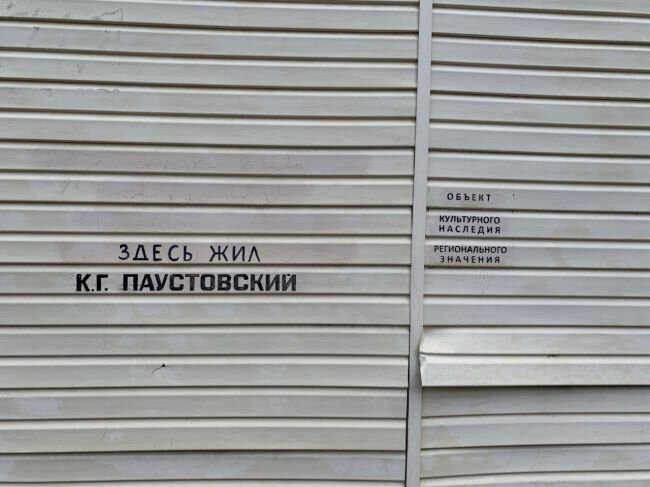 ЗДЕСЬ ЖИЛ
К.Г. ПАУСТОВСКИЙ
ОБЪЕКТ
КУЛЬТУРНОГО
НАСЛЕДИЯ
РЕГИОНАЛЬНОГО
ЗНАЧЕНИЯ